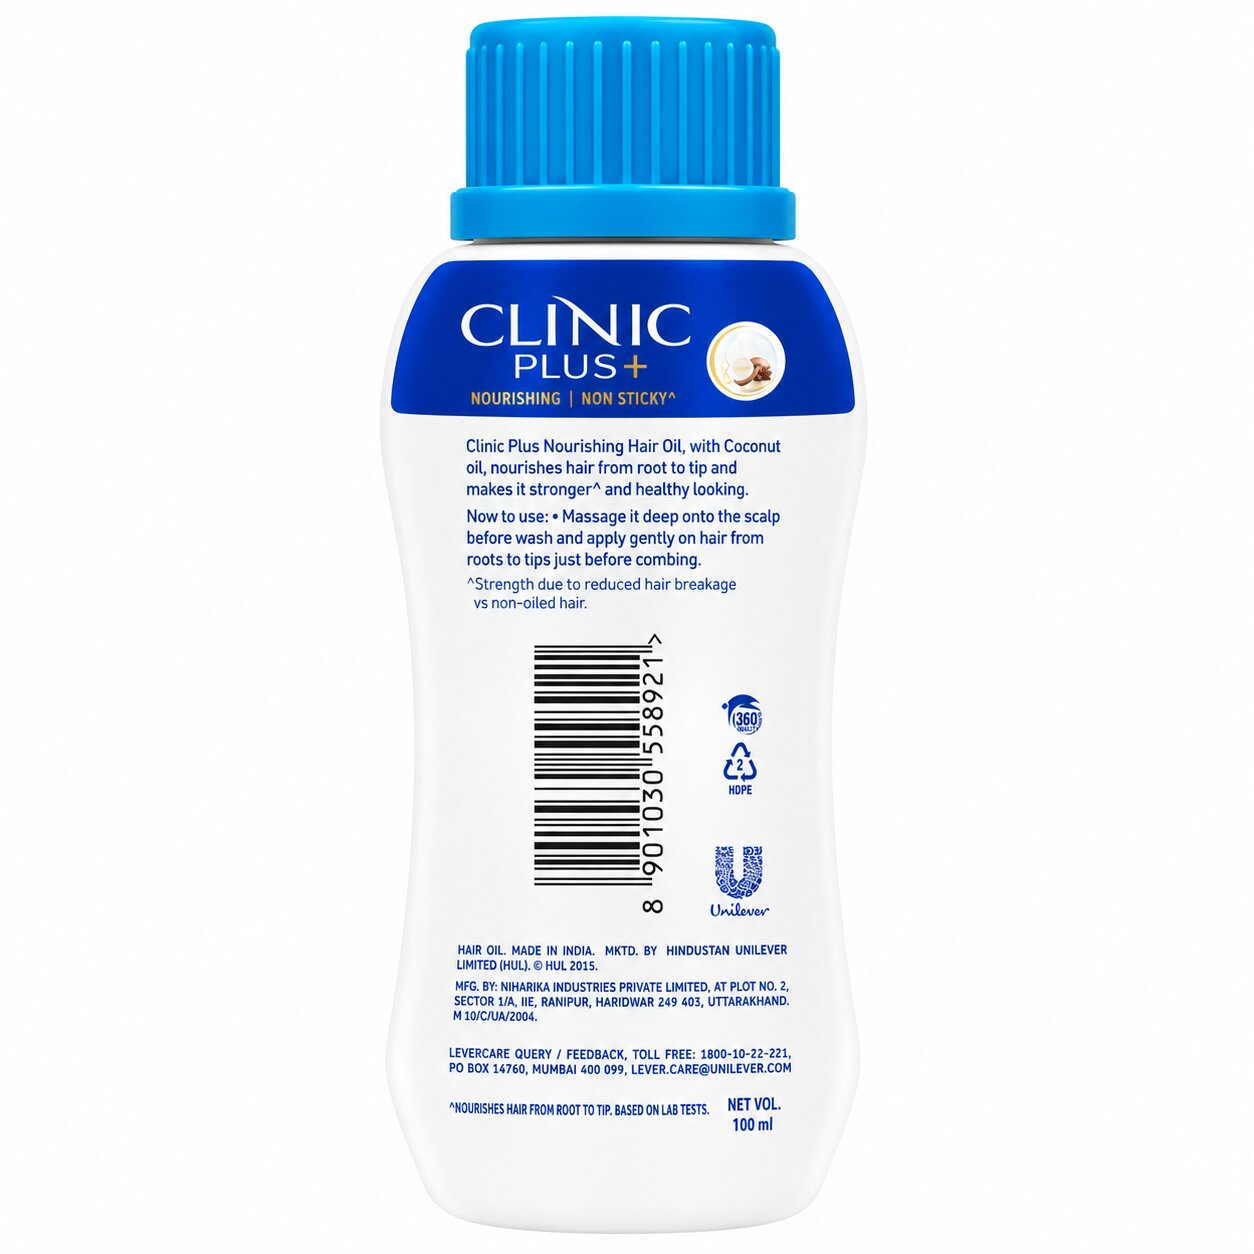 CLINIC
PLUS+
NOURISHING | NON STICKY^
Clinic Plus Nourishing Hair Oil, with Coconut
oil, nourishes hair from root to tip and
makes it stronger^ and healthy looking.
Now to use: • Massage it deep onto the scalp
before wash and apply gently on hair from
roots to tips just before combing.
^Strength due to reduced hair breakage
vs non-oiled hair.
8 901030 558921 >
360°
QUALITY
2
HDPE
Unilever
HAIR OIL. MADE IN INDIA. MKTD. BY HINDUSTAN UNILEVER
LIMITED (HUL). © HUL 2015.
MFG. BY: NIHARIKA INDUSTRIES PRIVATE LIMITED, AT PLOT NO. 2,
SECTOR 1/A, IIE, RANIPUR, HARIDWAR 249 403, UTTARAKHAND.
M 10/C/UA/2004.
LEVERCARE QUERY / FEEDBACK, TOLL FREE: 1800-10-22-221,
PO BOX 14760, MUMBAI 400 099, LEVER.CARE@UNILEVER.COM
^NOURISHES HAIR FROM ROOT TO TIP. BASED ON LAB TESTS.
NET VOL.
100 ml